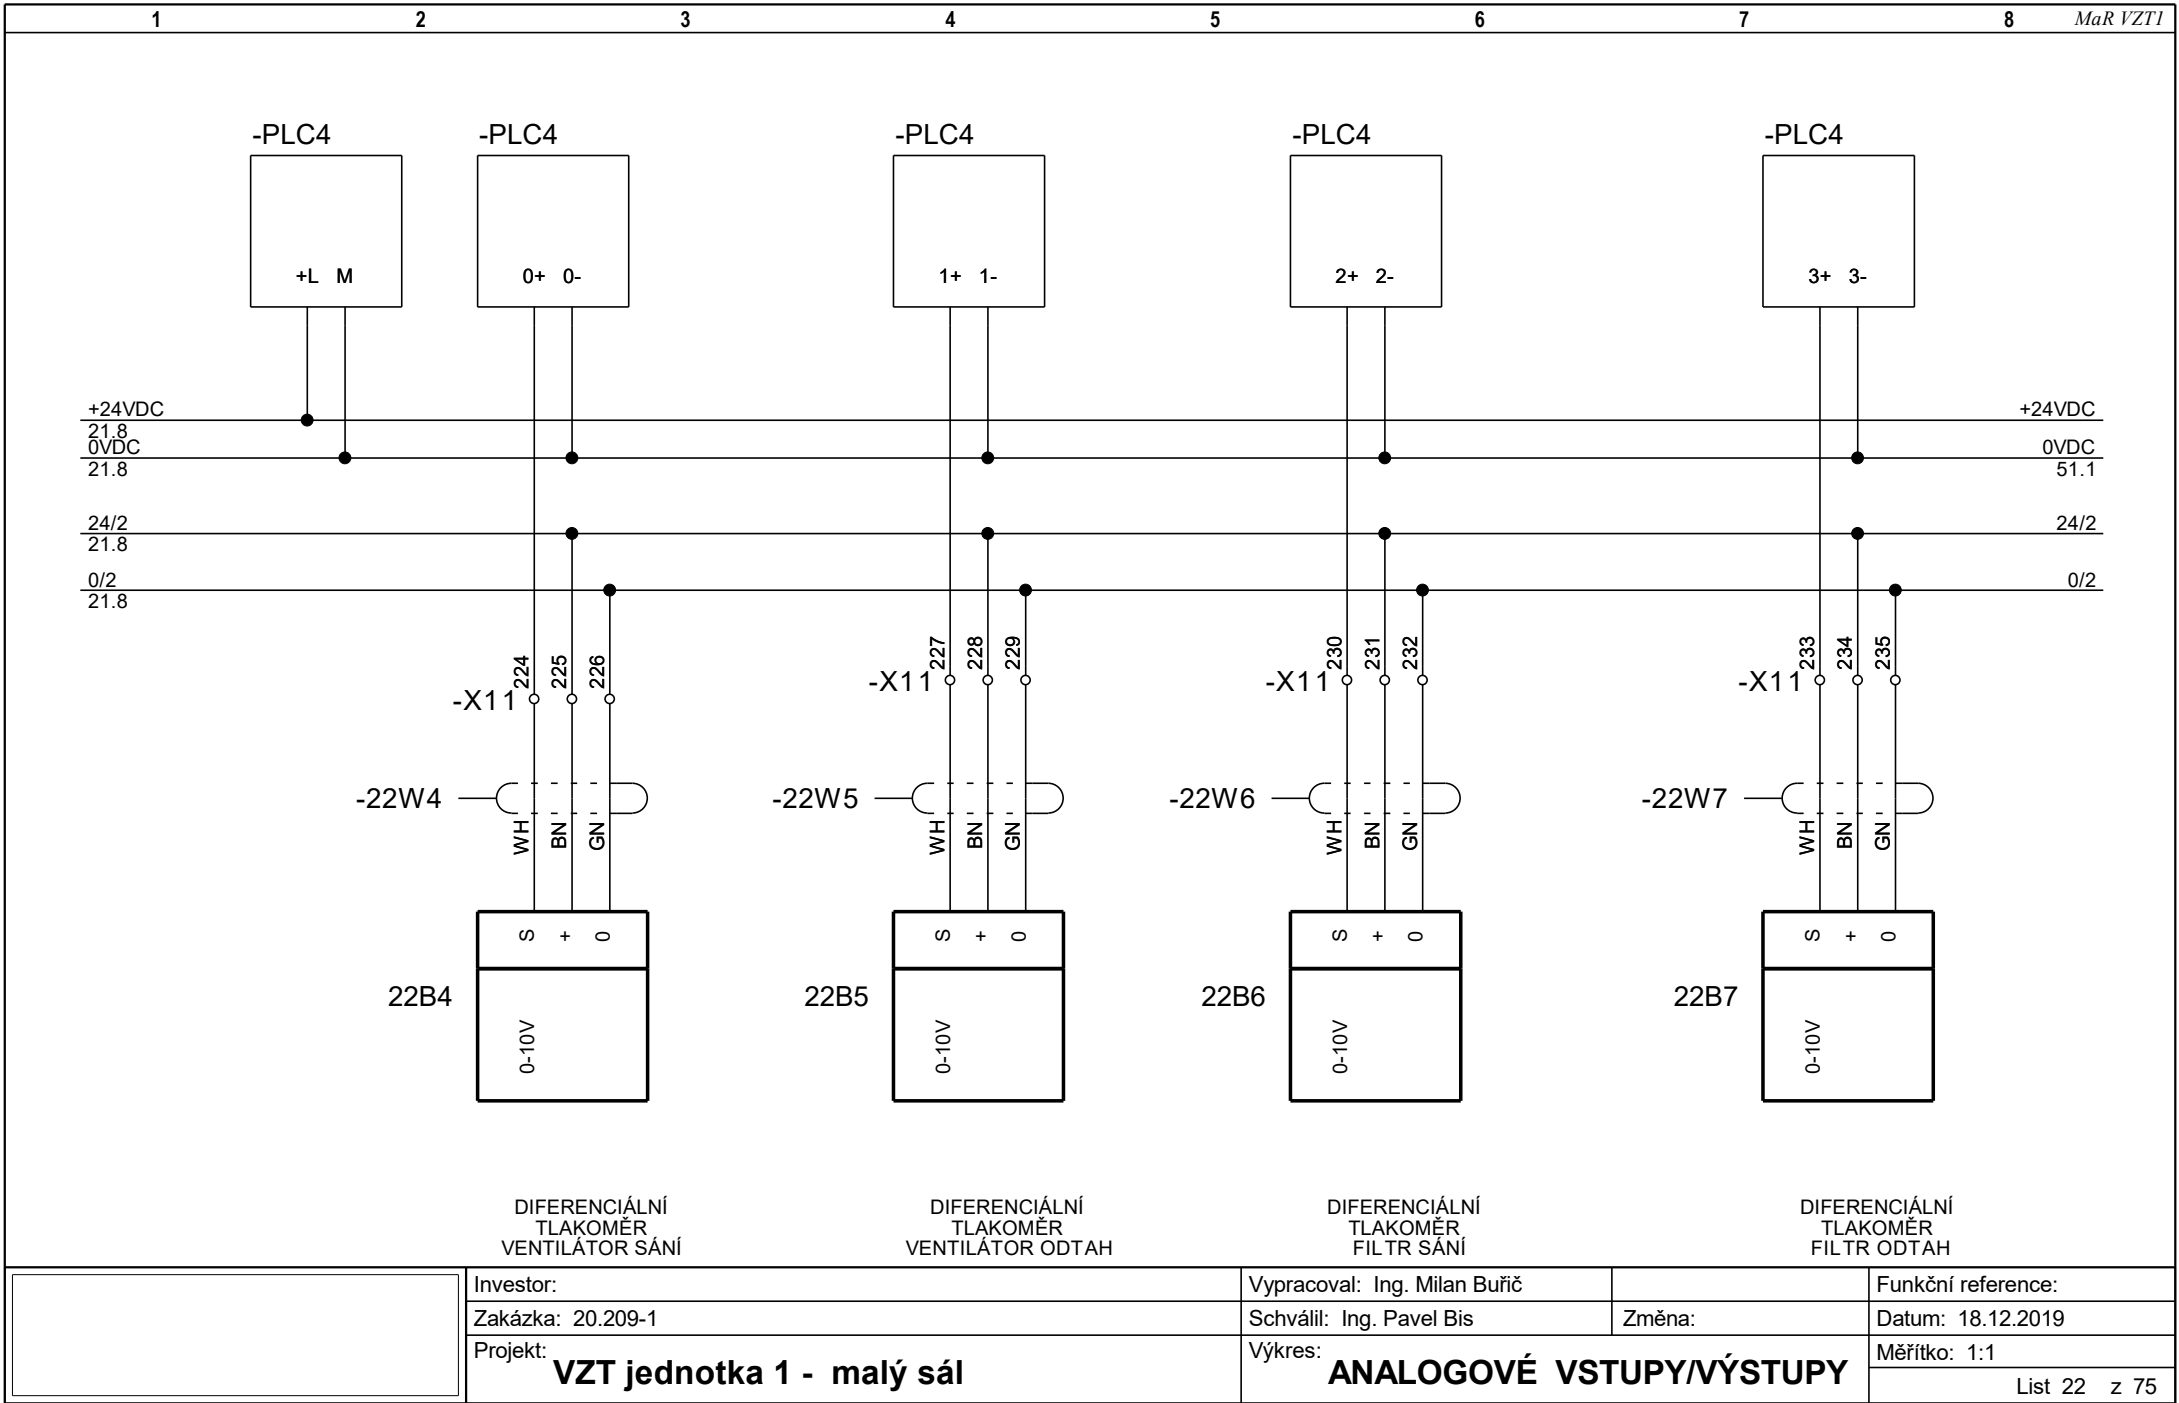 1 2 3 4 5 6 7 8 MaR VZT1
-PLC4 -PLC4 -PLC4 -PLC4 -PLC4
+L M 0+ 0- 1+ 1- 2+ 2- 3+ 3-
+24VDC +24VDC
21.8
0VDC 0VDC
21.8 51.1
24/2 24/2
21.8
0/2 0/2
21.8
224 225 226 227 228 229 230 231 232 233 234 235
-X11 -X11 -X11 -X11
-22W4 -22W5 -22W6 -22W7
WH BN GN WH BN GN WH BN GN WH BN GN
S + 0 S + 0 S + 0 S + 0
22B4 22B5 22B6 22B7
0-10V 0-10V 0-10V 0-10V
DIFERENCIÁLNÍ
TLAKOMĚR
VENTILÁTOR SÁNÍ
DIFERENCIÁLNÍ
TLAKOMĚR
VENTILÁTOR ODTAH
DIFERENCIÁLNÍ
TLAKOMĚR
FILTR SÁNÍ
DIFERENCIÁLNÍ
TLAKOMĚR
FILTR ODTAH
Investor:
Zakázka: 20.209-1
Projekt: VZT jednotka 1 - malý sál
Vypracoval: Ing. Milan Buřič
Schválil: Ing. Pavel Bis
Změna:
Výkres: ANALOGOVÉ VSTUPY/VÝSTUPY
Funkční reference:
Datum: 18.12.2019
Měřítko: 1:1
List 22 z 75